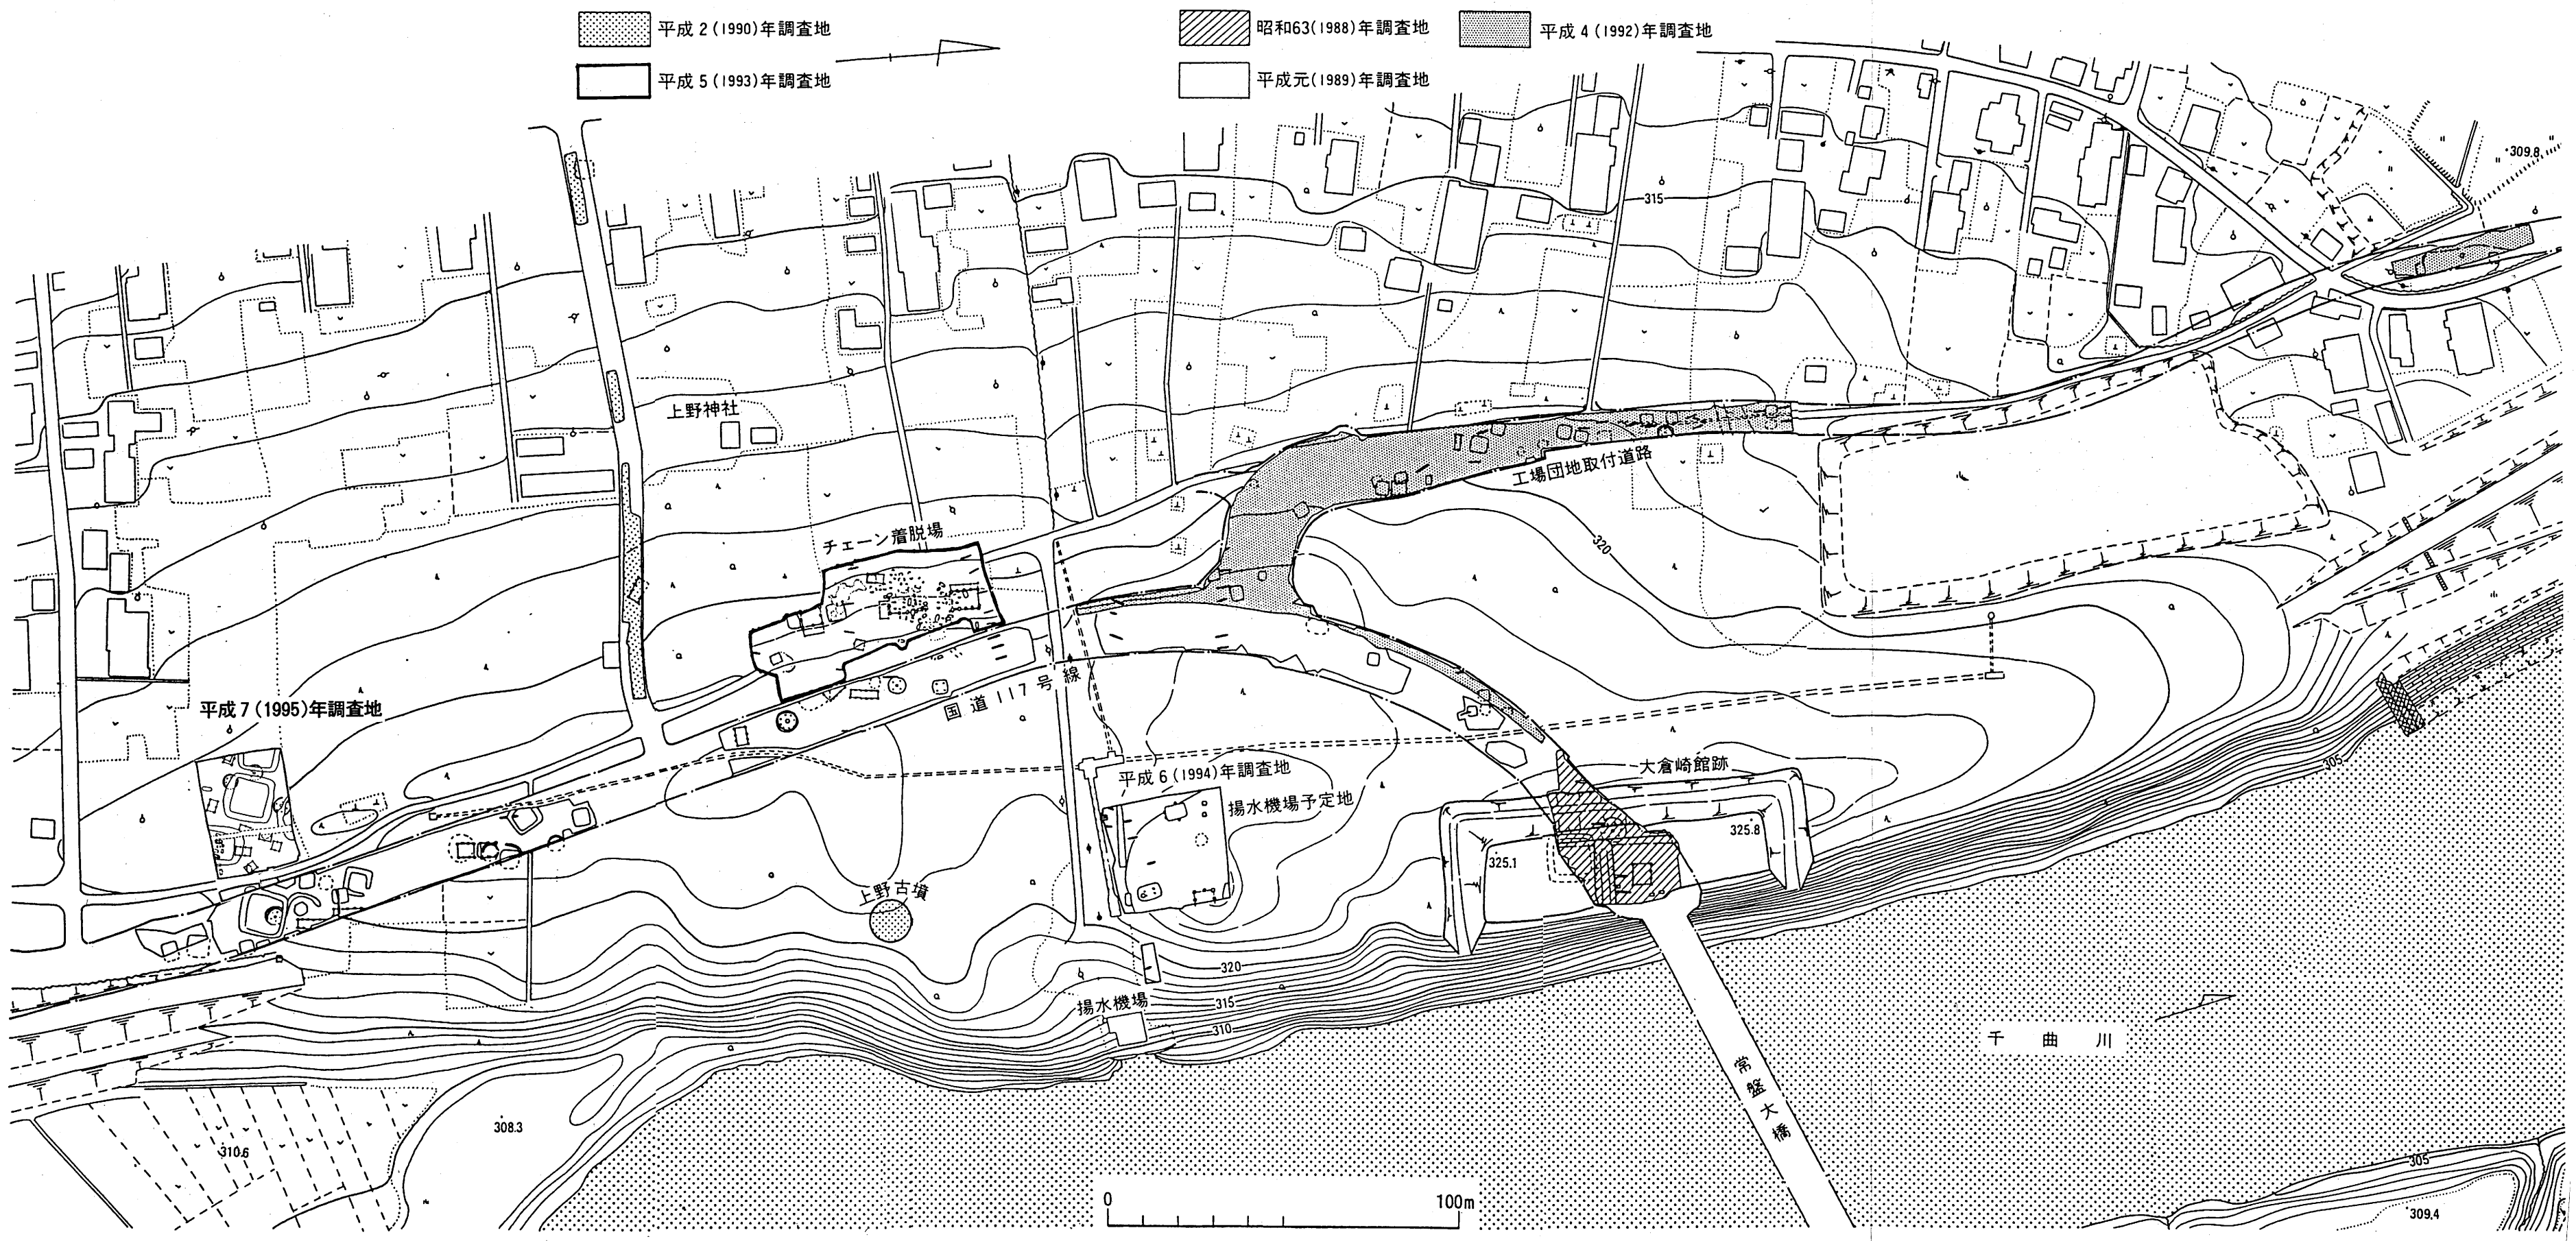 平成2(1990)年調査地
昭和63(1988)年調査地
平成4(1992)年調査地
平成5(1993)年調査地
平成元(1989)年調査地
309.8
315
上野神社
工場団地取付道路
チェーン着脱場
320
国道117号線
平成7(1995)年調査地
平成6(1994)年調査地
揚水機場予定地
大倉崎館跡
305
325.8
325.1
上野古墳
320
315
揚水機場
310
千曲川
常盤大橋
308.3
310.6
305
309.4
0 100m